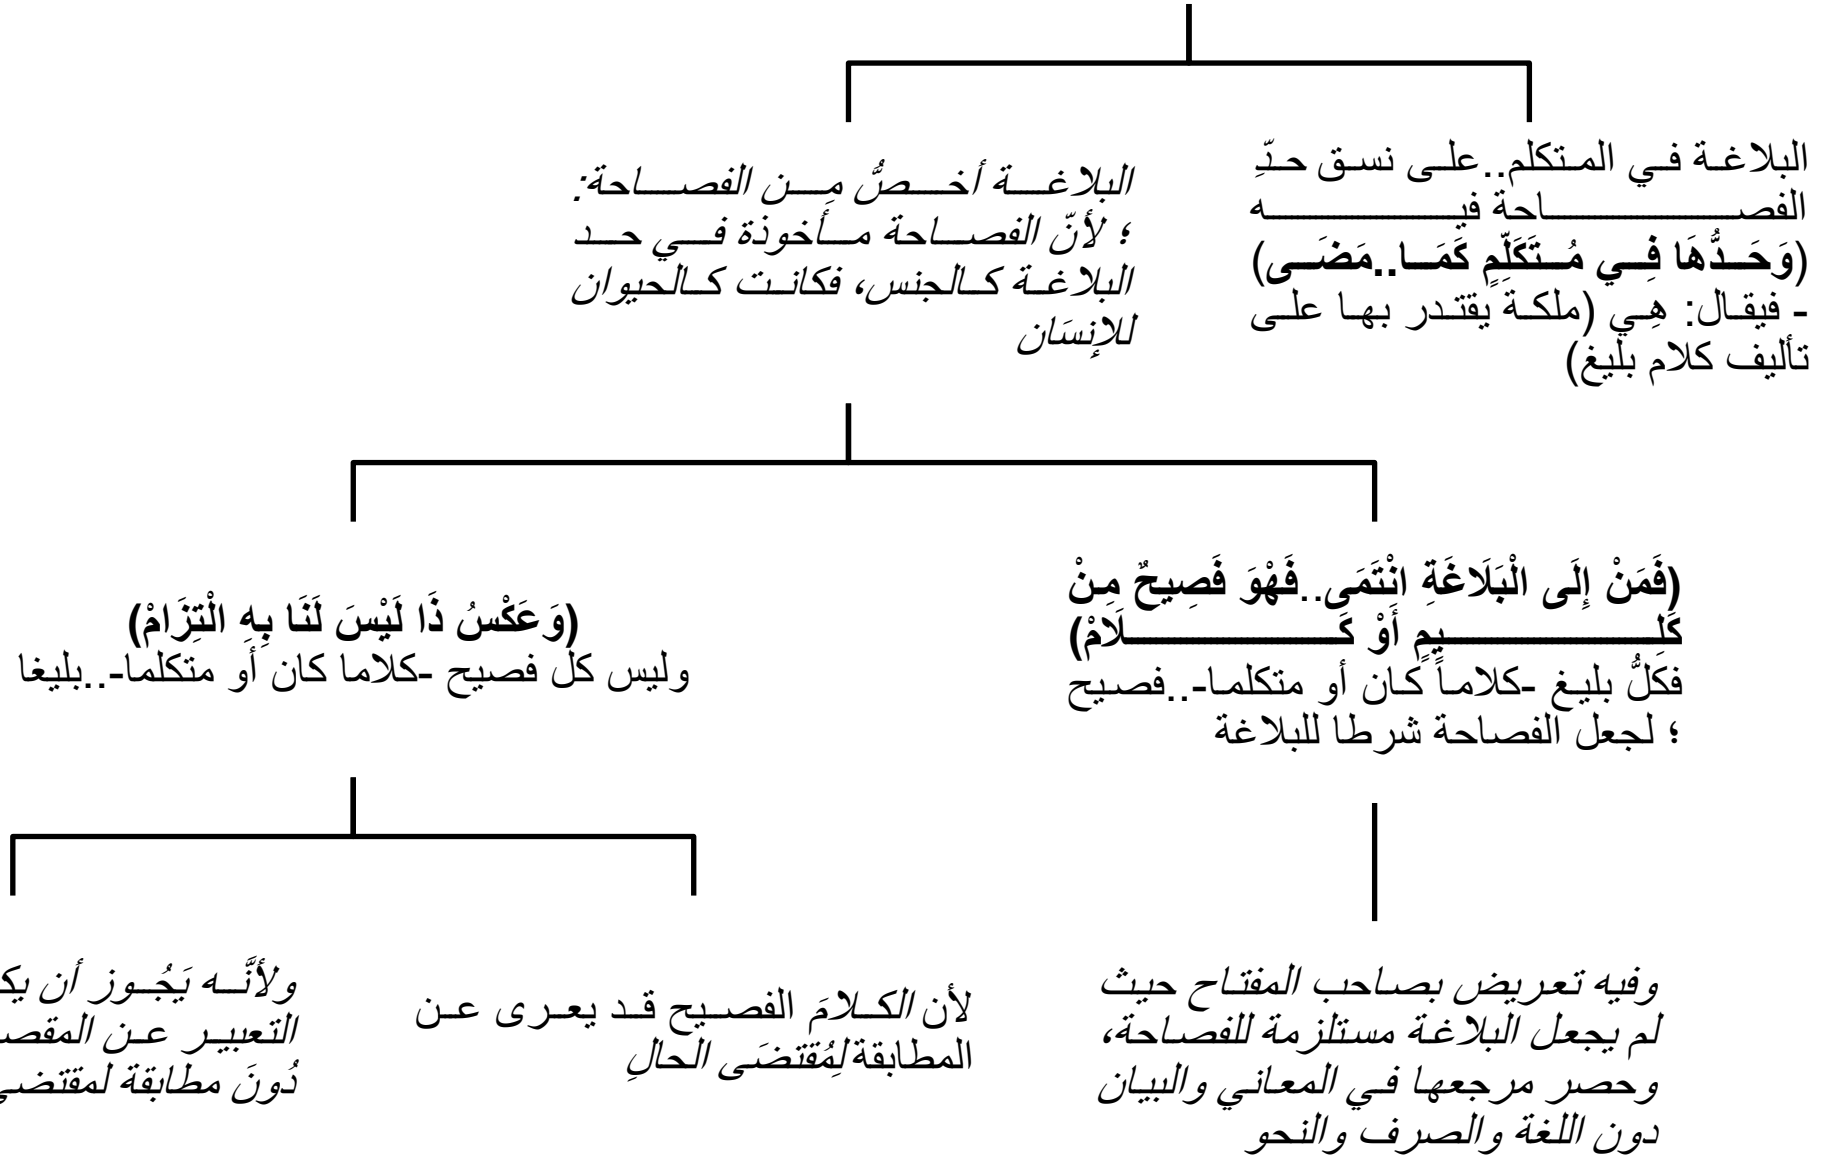 البلاغة في المتكلم..على نسق حدِّ
الفصاحة فيه
(وَحَدُّهَا فِي مُتَكَلِّمٍ كَمَا..مَضَى)
- فيقال: هِي (ملكة يقتدر بها على
تأليف كلام بليغ)
البلاغة أخصُّ مِن الفصاحة:
؛ لأنّ الفصاحة مأخوذة في حد
البلاغة كالجنس، فكانت كالحيوان
للإنسَان
(فَمَنْ إِلَى الْبَلَاغَةِ انْتَمَى..فَهْوَ فَصِيحٌ مِنْ
كَلِيمٍ أَوْ كَلَامْ)
فكَلُّ بليغ -كلاماً كان أو متكلما-..فصيح
؛ لجعل الفصاحة شرطا للبلاغة
(وَعَكْسُ ذَا لَيْسَ لَنَا بِهِ الْتِزَامْ)
وليس كل فصيح -كلاما كان أو متكلما-..بليغا
وفيه تعريض بصاحب المفتاح حيث
لم يجعل البلاغة مستلزمة للفصاحة،
وحصر مرجعها في المعاني والبيان
دون اللغة والصرف والنحو
لأن الكلامَ الفصيح قد يعرى عن
المطابقة لِمُقتضَى الحالِ
ولأنَّه يَجُوز أن
التعبير عن
دُونَ مطابقة